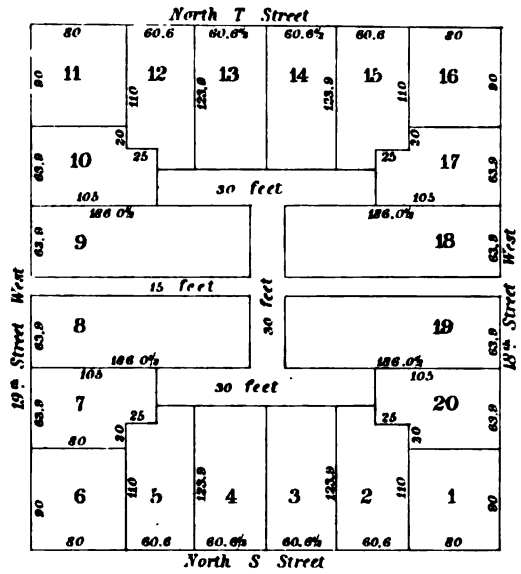 North T Street
80 60.6 60.6½ 60.6½ 60.6 80
11 12 13 14 15 16
90 110 123.9 123.9 110 90
20 20
10 25 25 17
63.9 30 feet 63.9
105 105
186.0½ 186.0½
9 18
63.9 63.9
19th Street West
15 feet
30 feet
18th Street West
8 19
63.9 63.9
186.0½ 186.0½
105 105
30 feet
7 20
63.9 25 25 63.9
80 20 20
6 5 4 3 2 1
90 110 123.9 123.9 110 90
80 60.6 60.6½ 60.6½ 60.6 80
North S Street